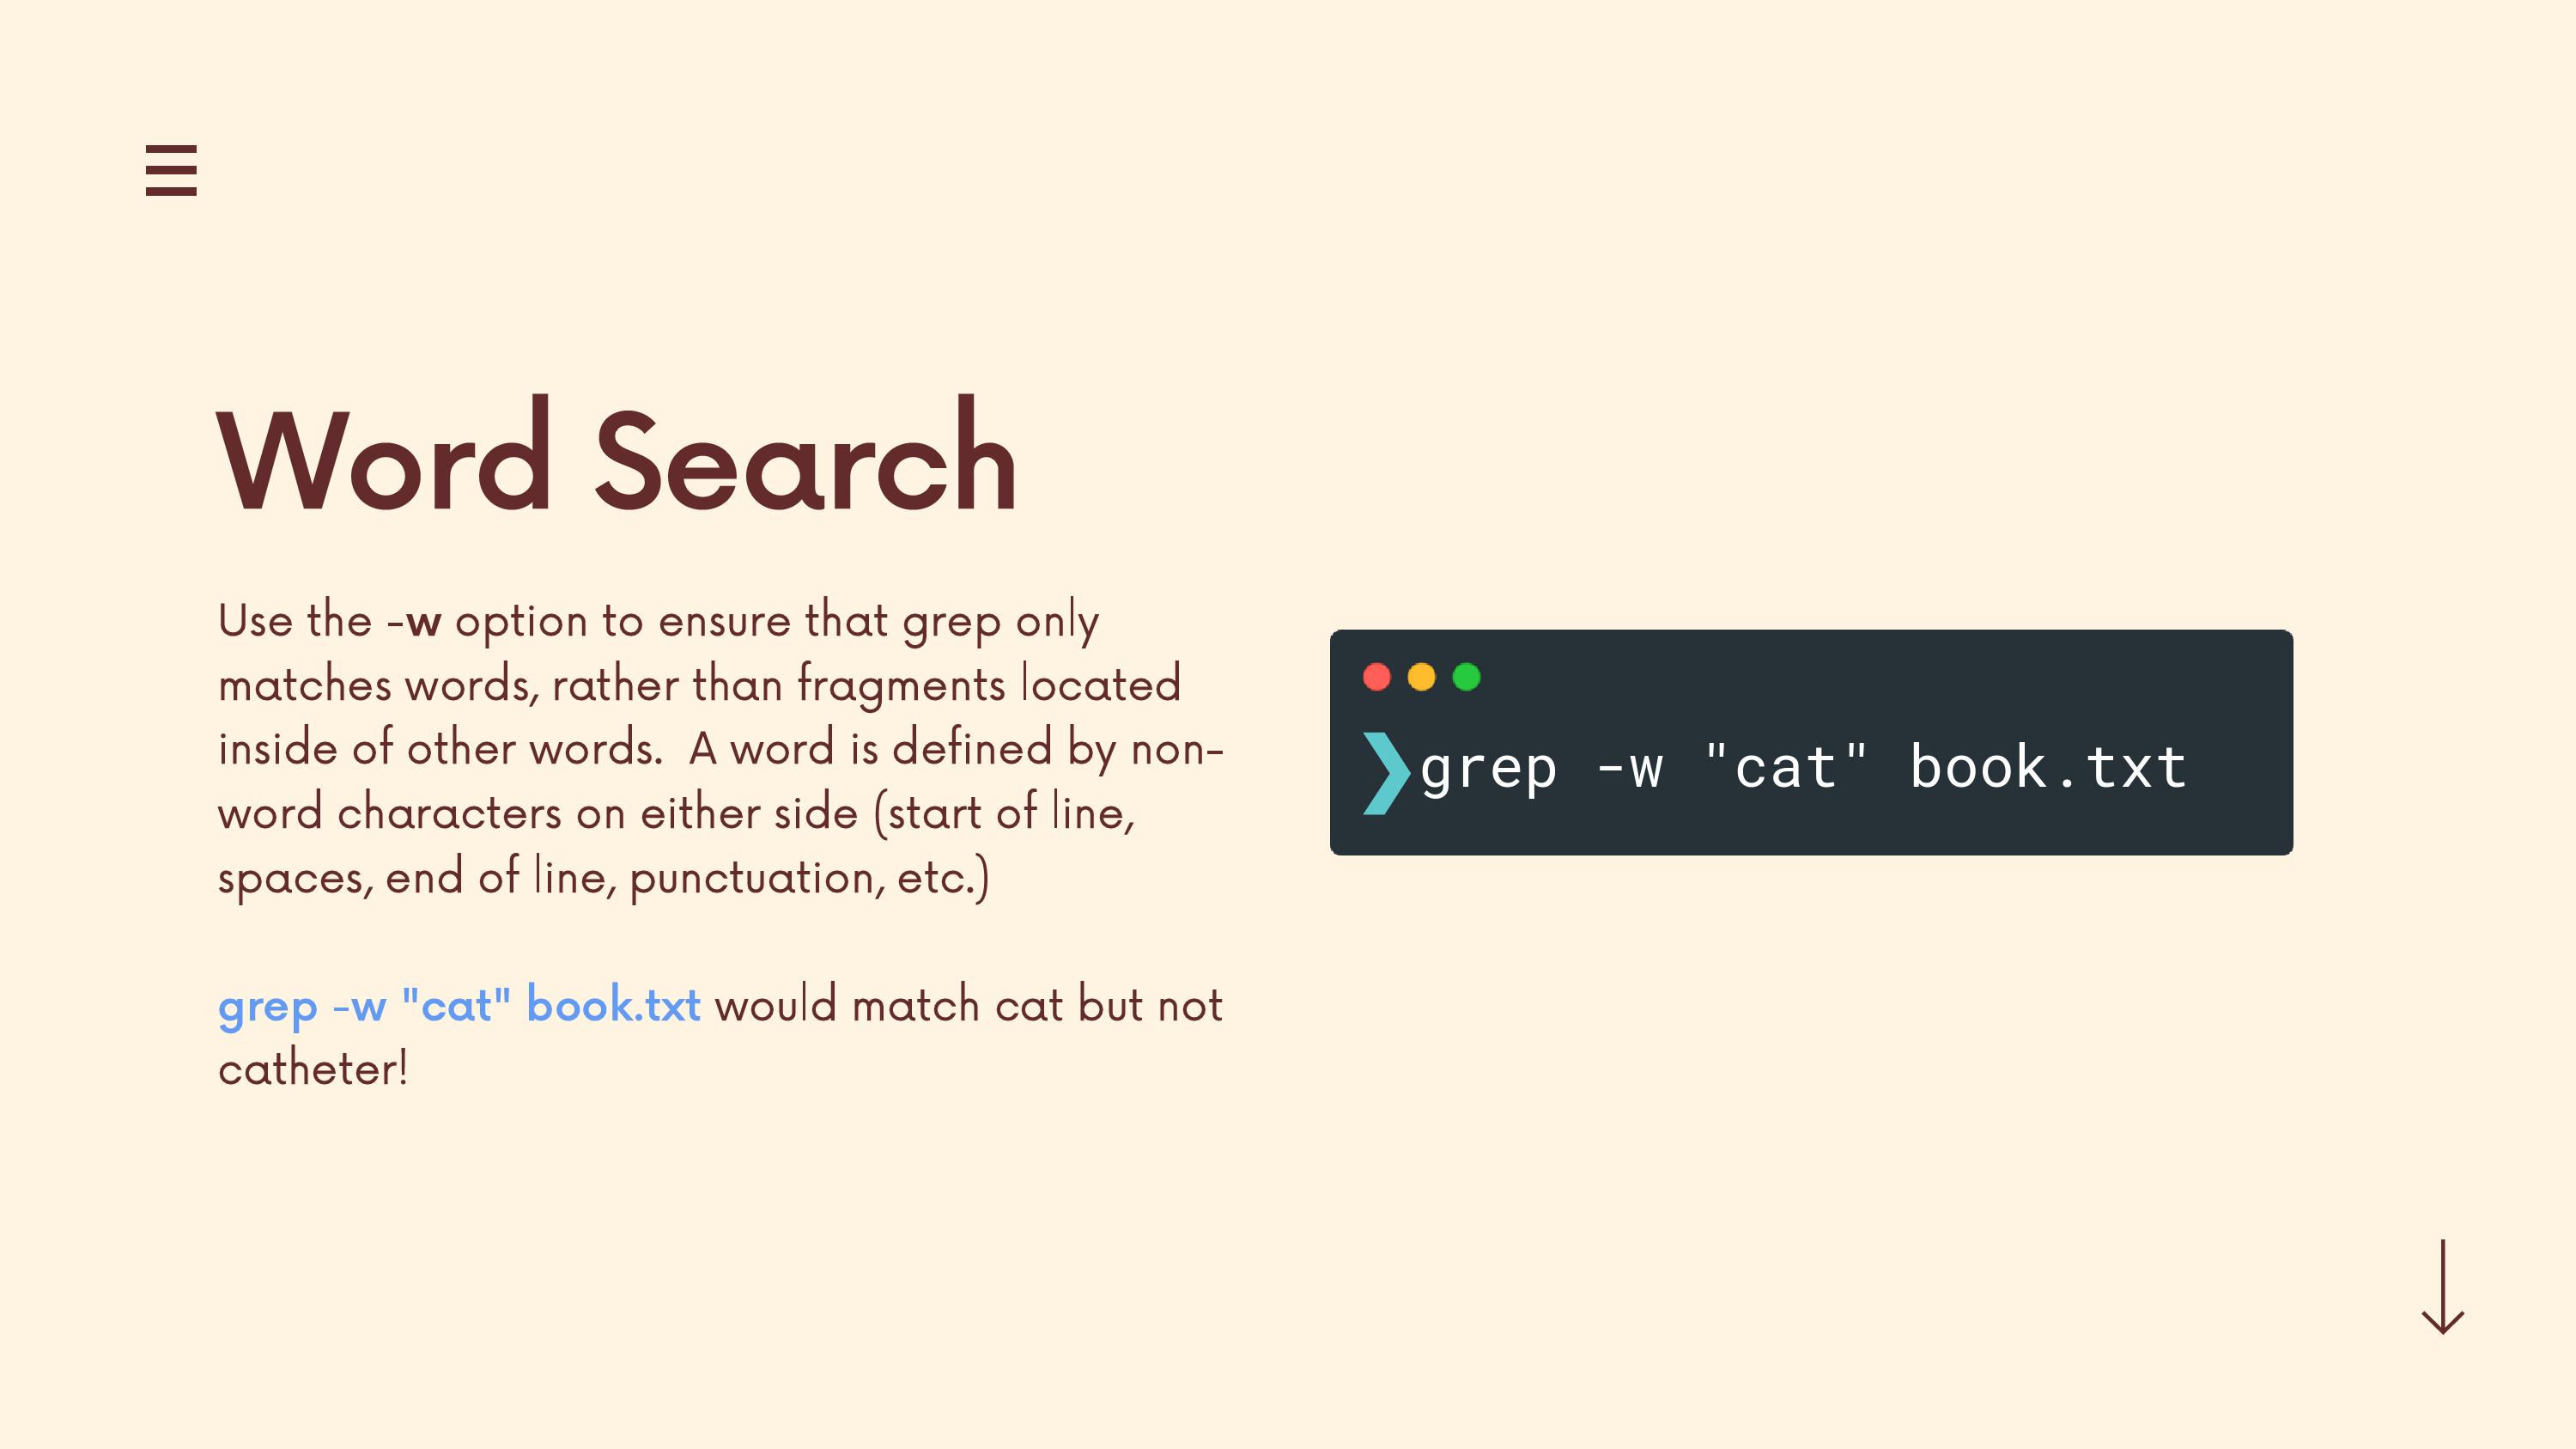 Word Search
Use the -w option to ensure that grep only
matches words, rather than fragments located
inside of other words.  A word is defined by non-
word characters on either side (start of line,
spaces, end of line, punctuation, etc.)
grep -w "cat" book.txt would match cat but not
catheter!
❯grep -w "cat" book.txt